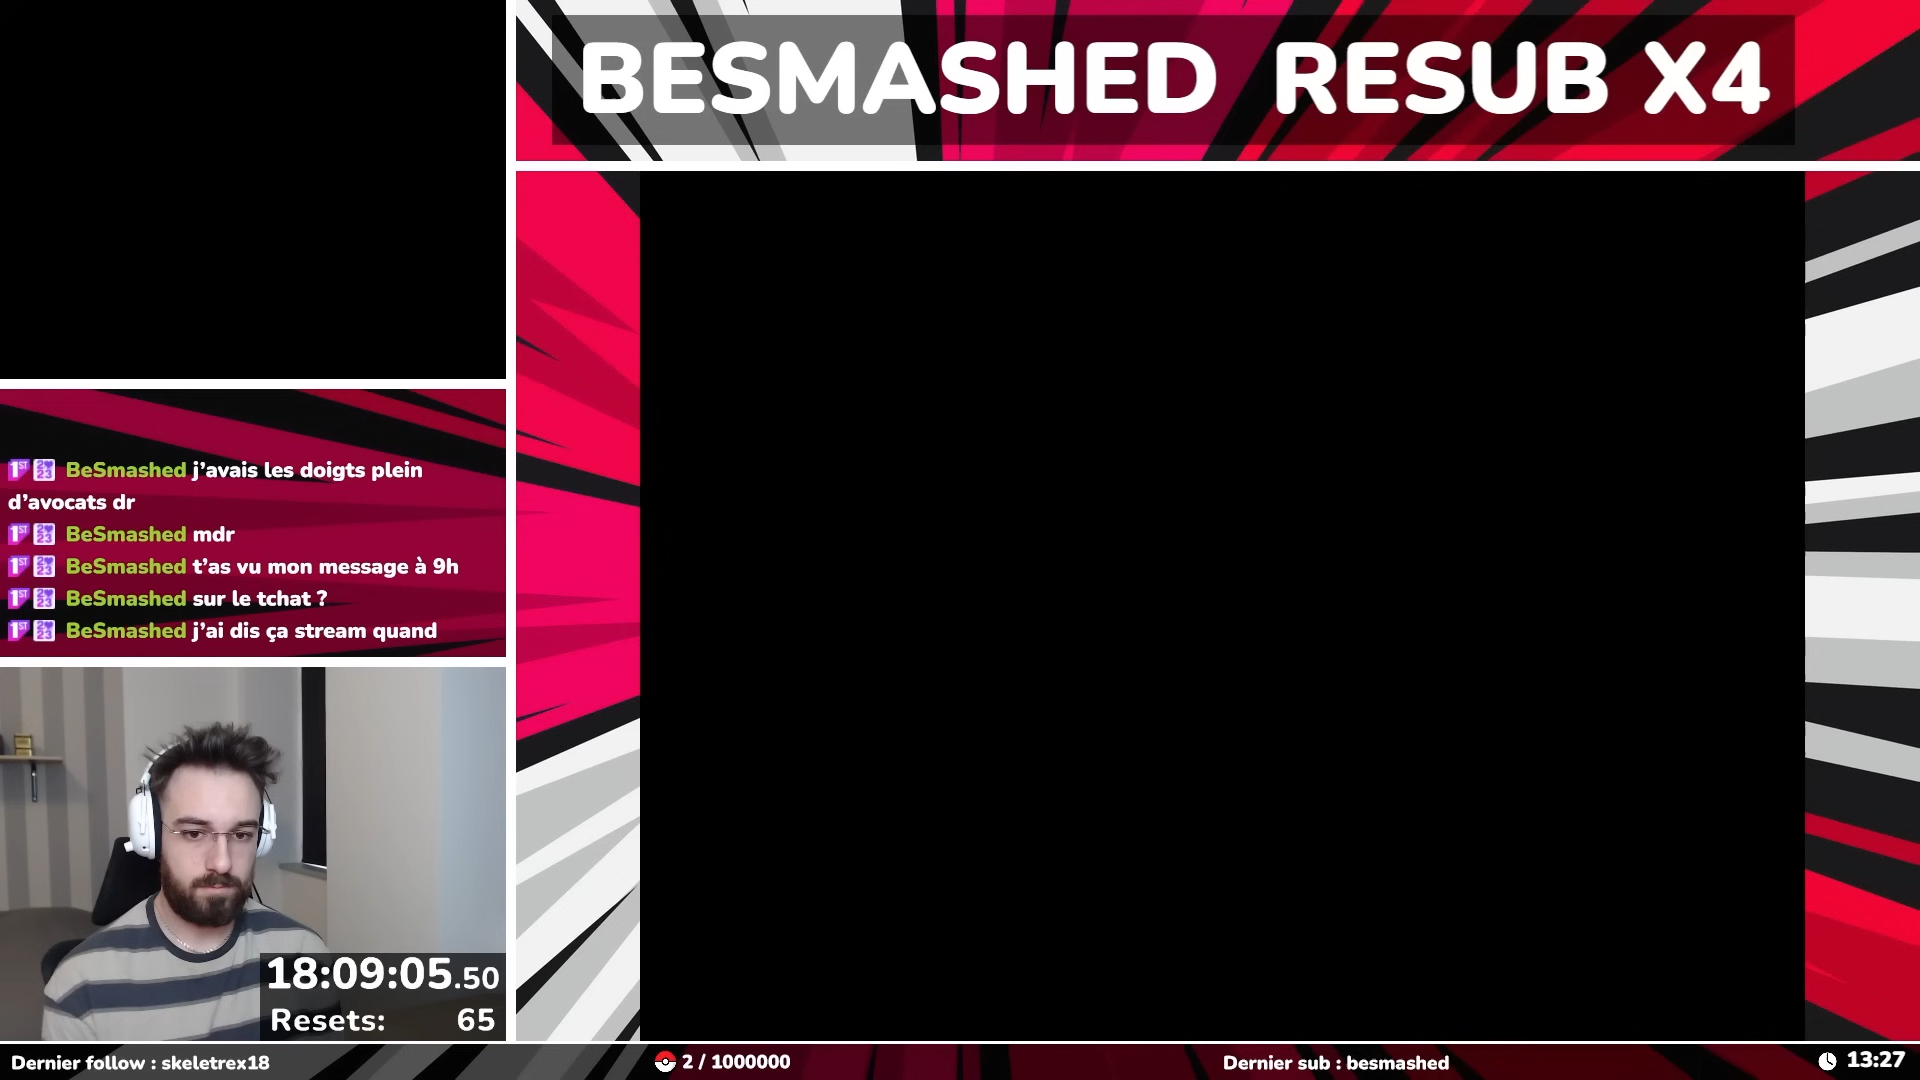 BESMASHED RESUB X4
BeSmashed j'avais les doigts plein
d'avocats dr
BeSmashed mdr
BeSmashed t'as vu mon message à 9h
BeSmashed sur le tchat ?
BeSmashed j'ai dis ça stream quand
18:09:05.50
Resets: 65
Dernier follow : skeletrex18
2 / 1000000
Dernier sub : besmashed
13:27